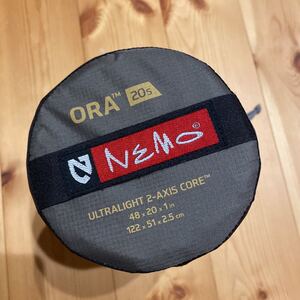 ORA™ 20S
NEMO®
ULTRALIGHT 2-AXIS CORE™
48 x 20 x 1 in
122 x 51 x 2.5 cm